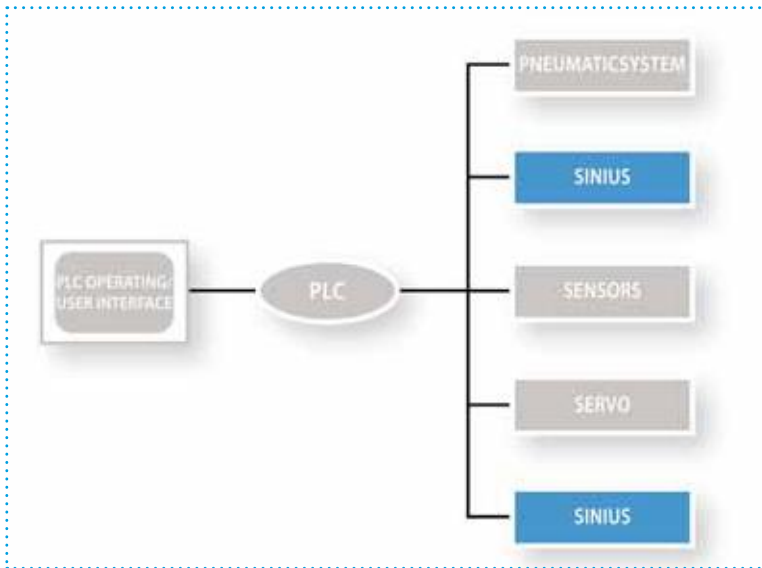 PNEUMATICSYSTEM
SINIUS
PLC OPERATING/
USER INTERFACE
PLC
SENSORS
SERVO
SINIUS